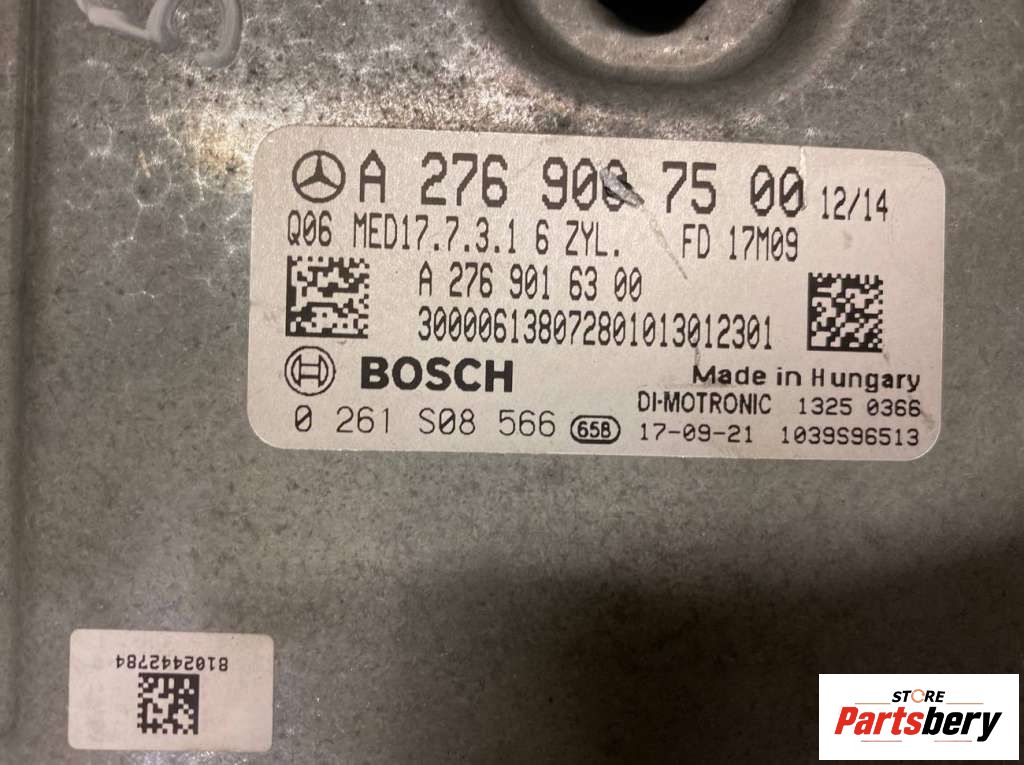 A 276 900 75 00 12/14
Q06 MED17.7.3.1 6 ZYL. FD 17M09
A 276 901 63 00
300006138072801013012301
BOSCH Made in Hungary
DI-MOTRONIC 1325 0366
0 261 S08 566 658 17-09-21 1039S96513
8102442784
STORE
Partsbery